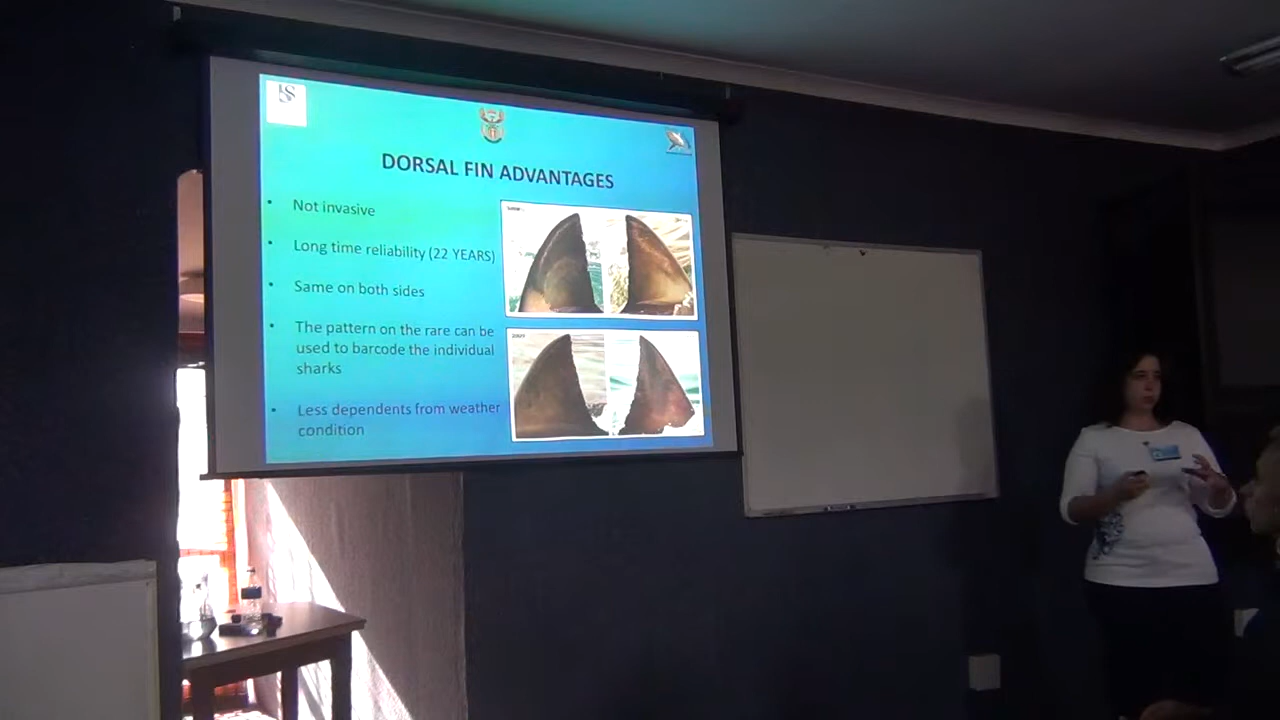 DORSAL FIN ADVANTAGES
• Not invasive
• Long time reliability (22 YEARS)
• Same on both sides
• The pattern on the rare can be
used to barcode the individual
sharks
• Less dependents from weather
condition